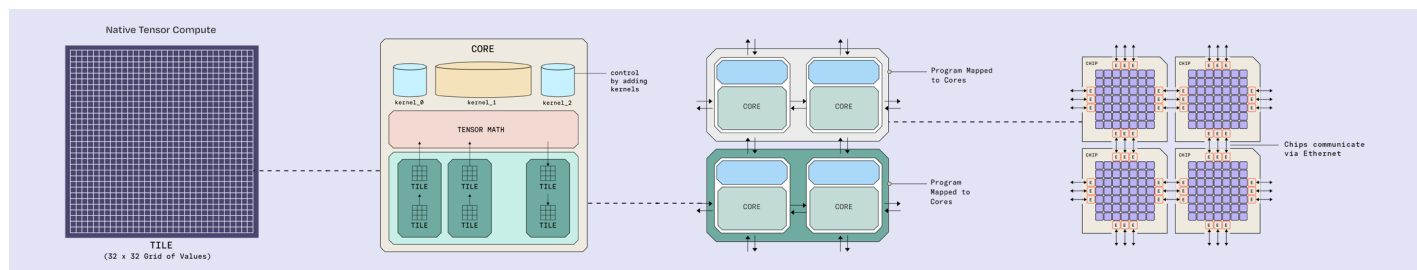 Native Tensor Compute
TILE
(32 x 32 Grid of Values)
CORE
kernel_0
kernel_1
kernel_2
control
by adding
kernels
TENSOR MATH
TILE
TILE
TILE
TILE
TILE
TILE
CORE
CORE
Program Mapped
to Cores
CORE
CORE
Program
Mapped to
Cores
CHIP
E E E
E
E
E
E
E
E
E E E
CHIP
E E E
E
E
E
E
E
E
E E E
CHIP
E E E
E
E
E
E
E
E
E E E
CHIP
E E E
E
E
E
E
E
E
E E E
Chips communicate
via Ethernet